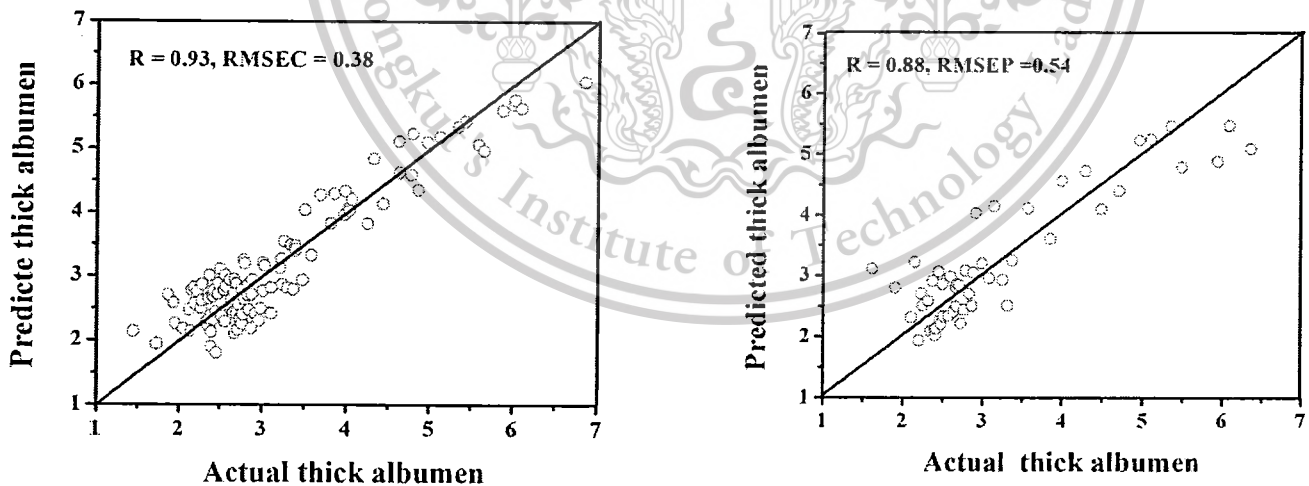 R = 0.93, RMSEC = 0.38
7
6
5
4
3
2
1
Predicte thick albumen
1 2 3 4 5 6 7
Actual thick albumen
R = 0.88, RMSEP =0.54
7
6
5
4
3
2
1
Predicted thick albumen
1 2 3 4 5 6 7
Actual thick albumen
ongkut's Institute of Technology